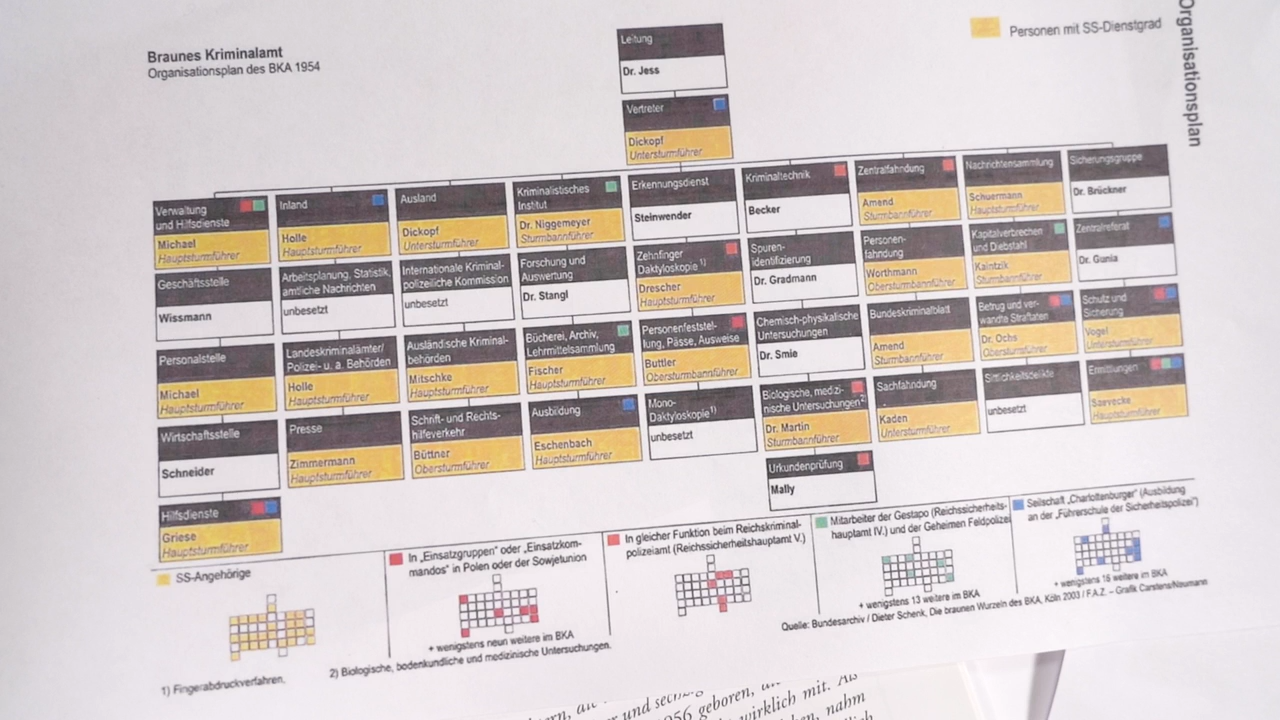 Braunes Kriminalamt
Organisationsplan des BKA 1954
Personen mit SS-Dienstgrad
Organisationsplan
Leitung
Dr. Jess
Vertreter
Dickopf
Untersturmführer
Verwaltung
und Hilfsdienste
Michael
Hauptsturmführer
Inland
Holle
Hauptsturmführer
Ausland
Dickopf
Untersturmführer
Kriminalistisches
Institut
Dr. Niggemeyer
Sturmbannführer
Erkennungsdienst
Steinwender
Kriminaltechnik
Becker
Zentralfahndung
Amend
Sturmbannführer
Nachrichtensammlung
Schuermann
Hauptsturmführer
Sicherungsgruppe
Dr. Brückner
Geschäftsstelle
Wissmann
Arbeitsplanung, Statistik,
amtliche Nachrichten
unbesetzt
Internationale Kriminal-
polizeiliche Kommission
unbesetzt
Forschung und
Auswertung
Dr. Stangl
Zehnfinger
Daktyloskopie 1)
Drescher
Hauptsturmführer
Spuren-
identifizierung
Dr. Gradmann
Personen-
fahndung
Worthmann
Obersturmbannführer
Kapitalverbrechen
und Diebstahl
Kaintzik
Sturmbannführer
Zentralreferat
Dr. Gunia
Personalstelle
Michael
Hauptsturmführer
Landeskriminalämter/
Polizei- u. a. Behörden
Holle
Hauptsturmführer
Ausländische Kriminal-
behörden
Mitschke
Hauptsturmführer
Bücherei, Archiv,
Lehrmittelsammlung
Fischer
Hauptsturmführer
Personenfeststel-
lung, Pässe, Ausweise
Buttler
Obersturmbannführer
Chemisch-physikalische
Untersuchungen
Dr. Smie
Bundeskriminalblatt
Amend
Sturmbannführer
Betrug und ver-
wandte Straftaten
Dr. Ochs
Obersturmführer
Schutz und
Sicherung
Vogel
Untersturmführer
Wirtschaftsstelle
Schneider
Presse
Zimmermann
Hauptsturmführer
Schrift- und Rechts-
hilfeverkehr
Büttner
Obersturmführer
Ausbildung
Eschenbach
Hauptsturmführer
Mono-
Daktyloskopie1)
unbesetzt
Biologische, medizi-
nische Untersuchungen2)
Dr. Martin
Sturmbannführer
Sachfahndung
Kaden
Untersturmführer
Sittlichkeitsdelikte
unbesetzt
Ermittlungen
Saevecke
Hauptsturmführer
Hilfsdienste
Griese
Hauptsturmführer
Urkundenprüfung
Mally
SS-Angehörige
In „Einsatzgruppen“ oder „Einsatzkom-
mandos“ in Polen oder der Sowjetunion
+ wenigstens neun weitere im BKA
In gleicher Funktion beim Reichskriminal-
polizeiamt (Reichssicherheitshauptamt V.)
Mitarbeiter der Gestapo (Reichssicherheits-
hauptamt IV.) und der Geheimen Feldpolizei
+ wenigstens 13 weitere im BKA
Seilschaft „Charlottenburger“ (Ausbildung
an der „Führerschule der Sicherheitspolizei“)
+ wenigstens 16 weitere im BKA
1) Fingerabdruckverfahren.
2) Biologische, bodenkundliche und medizinische Untersuchungen.
Quelle: Bundesarchiv / Dieter Schenk, Die braunen Wurzeln des BKA, Köln 2003 / F.A.Z. – Grafik Carstens/Neumann
und
geboren,
wirklich mit. Als
nahm